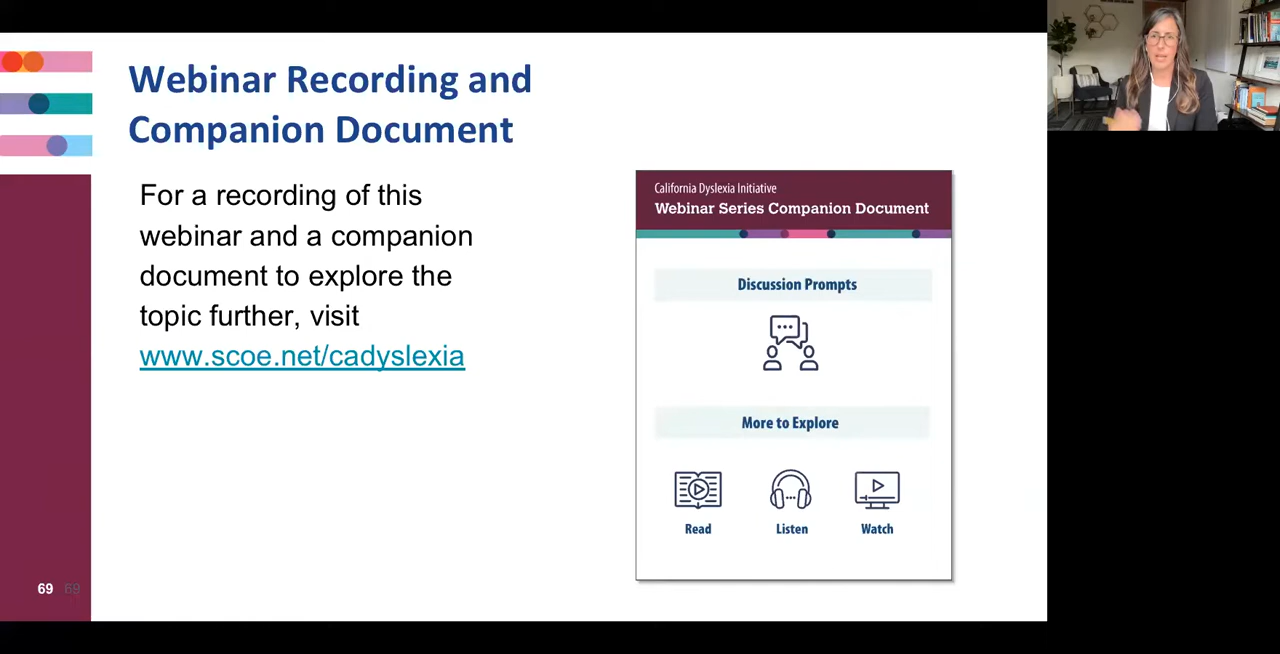 Webinar Recording and
Companion Document
For a recording of this
webinar and a companion
document to explore the
topic further, visit
www.scoe.net/cadyslexia
California Dyslexia Initiative
Webinar Series Companion Document
Discussion Prompts
More to Explore
Read
Listen
Watch
69 69